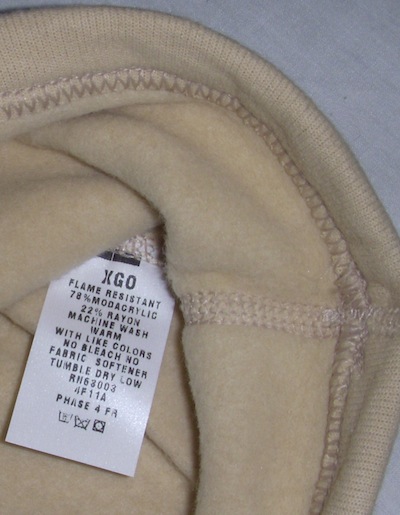 XGO
FLAME RESISTANT
78%MODACRYLIC
22% RAYON
MACHINE WASH
WARM
WITH LIKE COLORS
NO BLEACH NO
FABRIC SOFTENER
TUMBLE DRY LOW
RN68003
4F11A
PHASE 4 FR